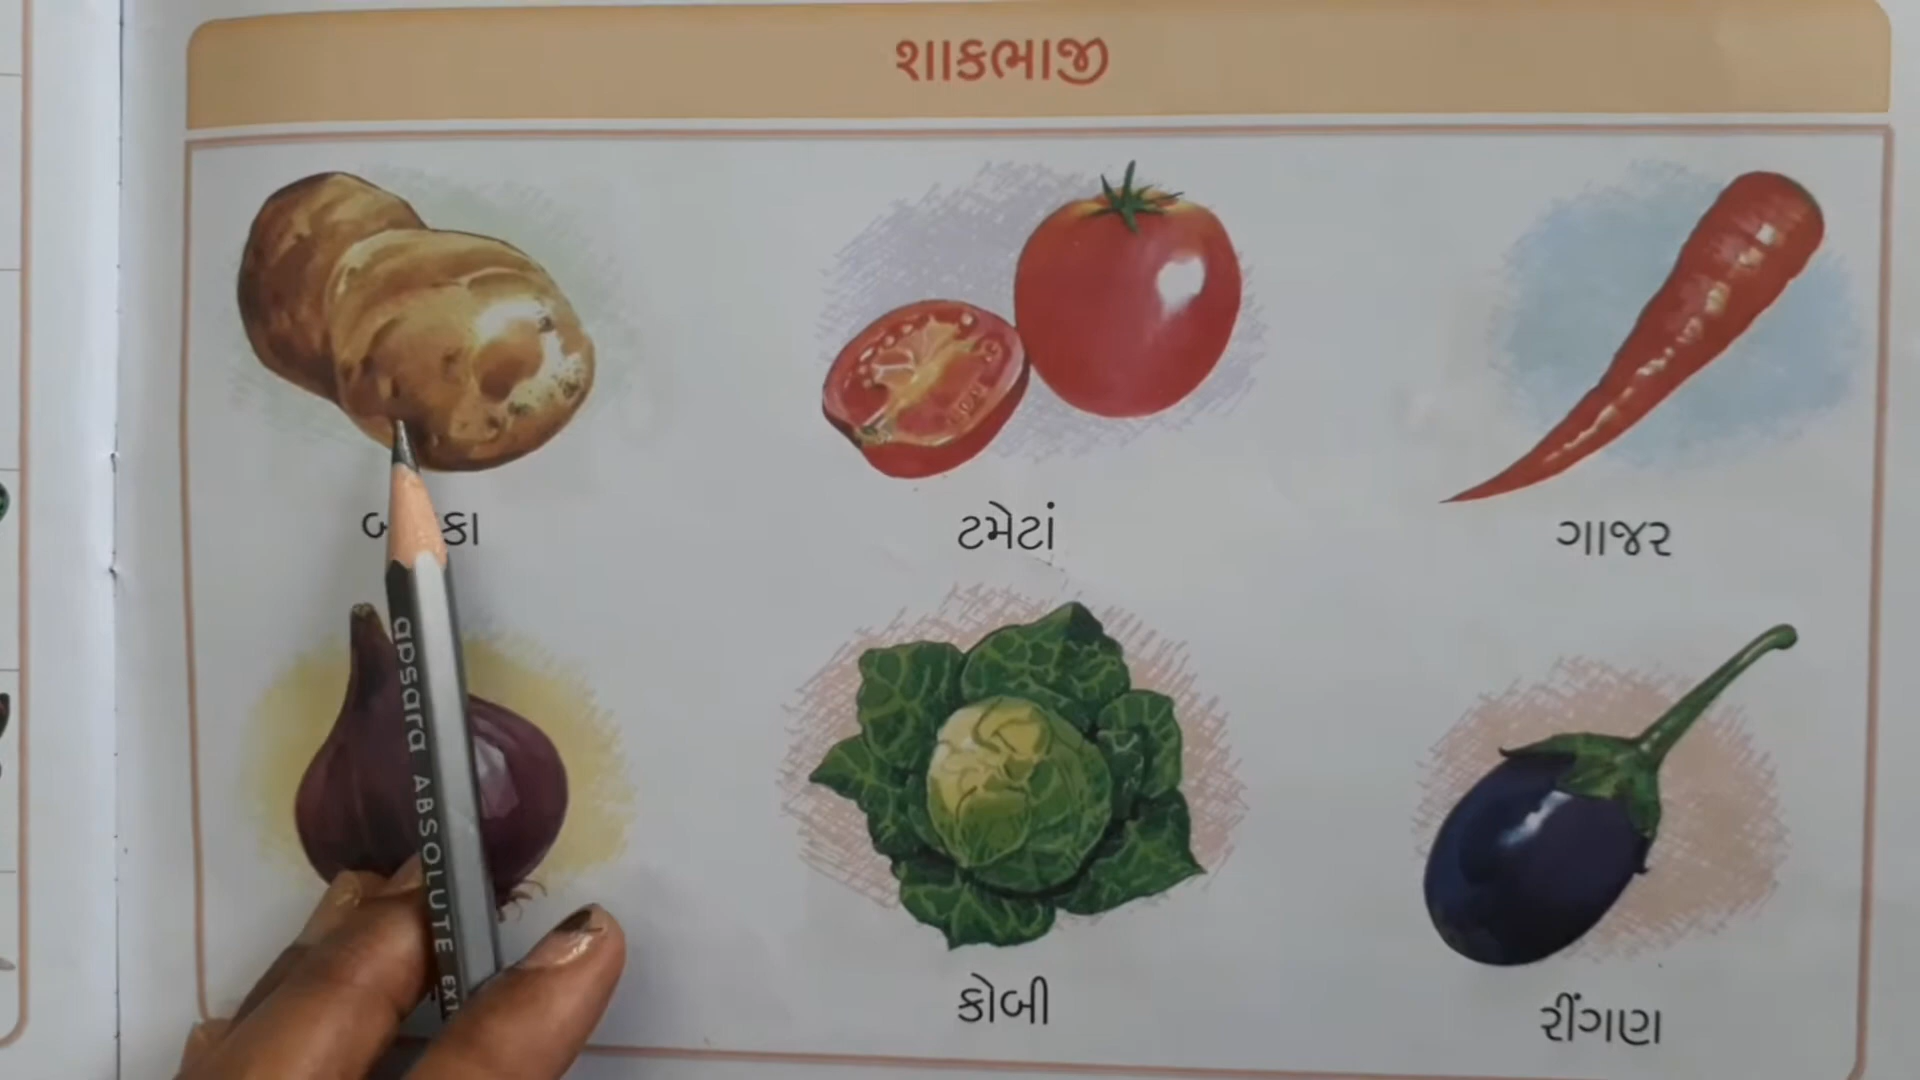 શાકભાજી
ટમેટાં
ગાજર
apsara ABSOLUTE
કોબી
રીંગણ